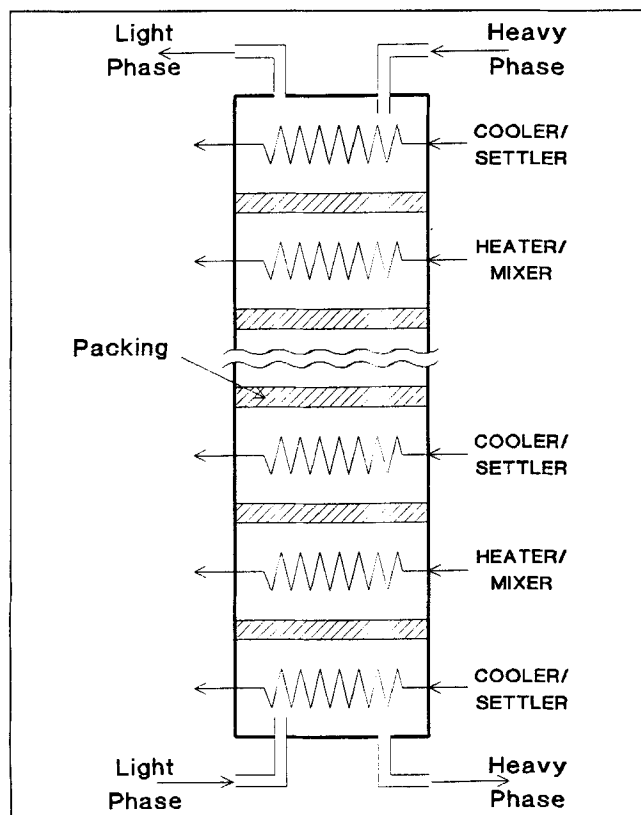 Light
Phase
Heavy
Phase
COOLER/
SETTLER
HEATER/
MIXER
Packing
COOLER/
SETTLER
HEATER/
MIXER
COOLER/
SETTLER
Light
Phase
Heavy
Phase